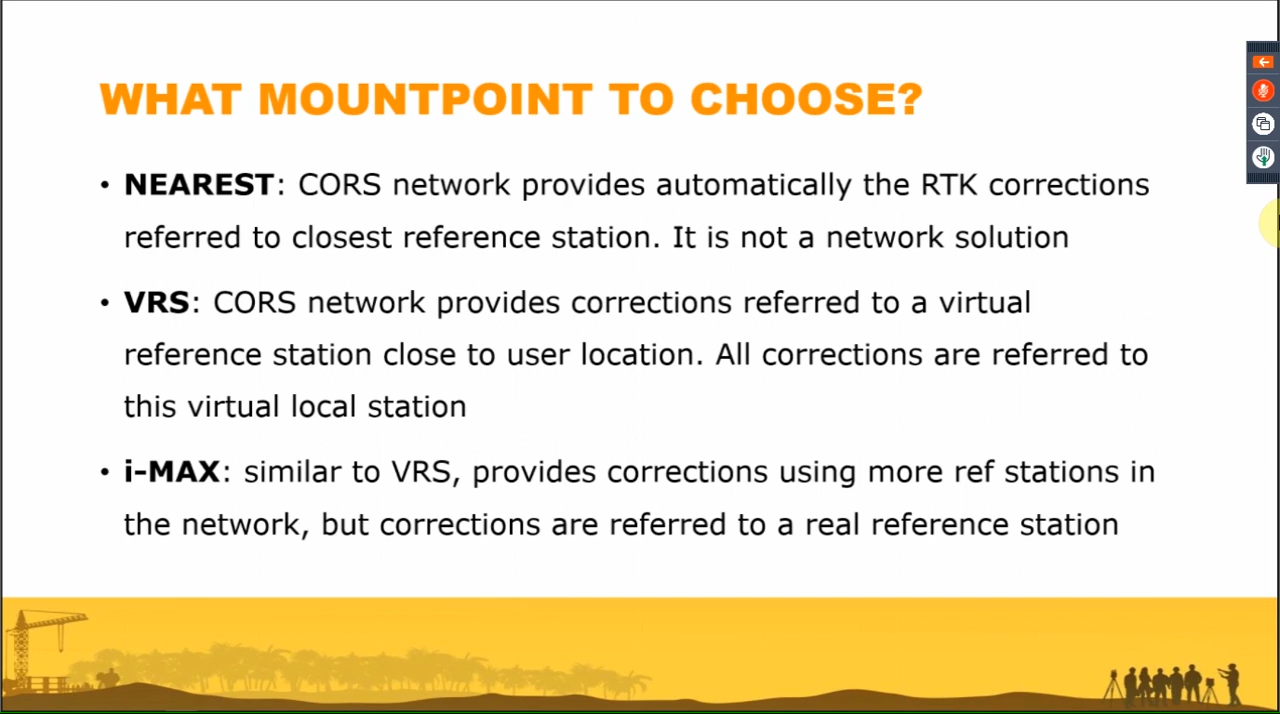 WHAT MOUNTPOINT TO CHOOSE?
• NEAREST: CORS network provides automatically the RTK corrections
referred to closest reference station. It is not a network solution
• VRS: CORS network provides corrections referred to a virtual
reference station close to user location. All corrections are referred to
this virtual local station
• i-MAX: similar to VRS, provides corrections using more ref stations in
the network, but corrections are referred to a real reference station